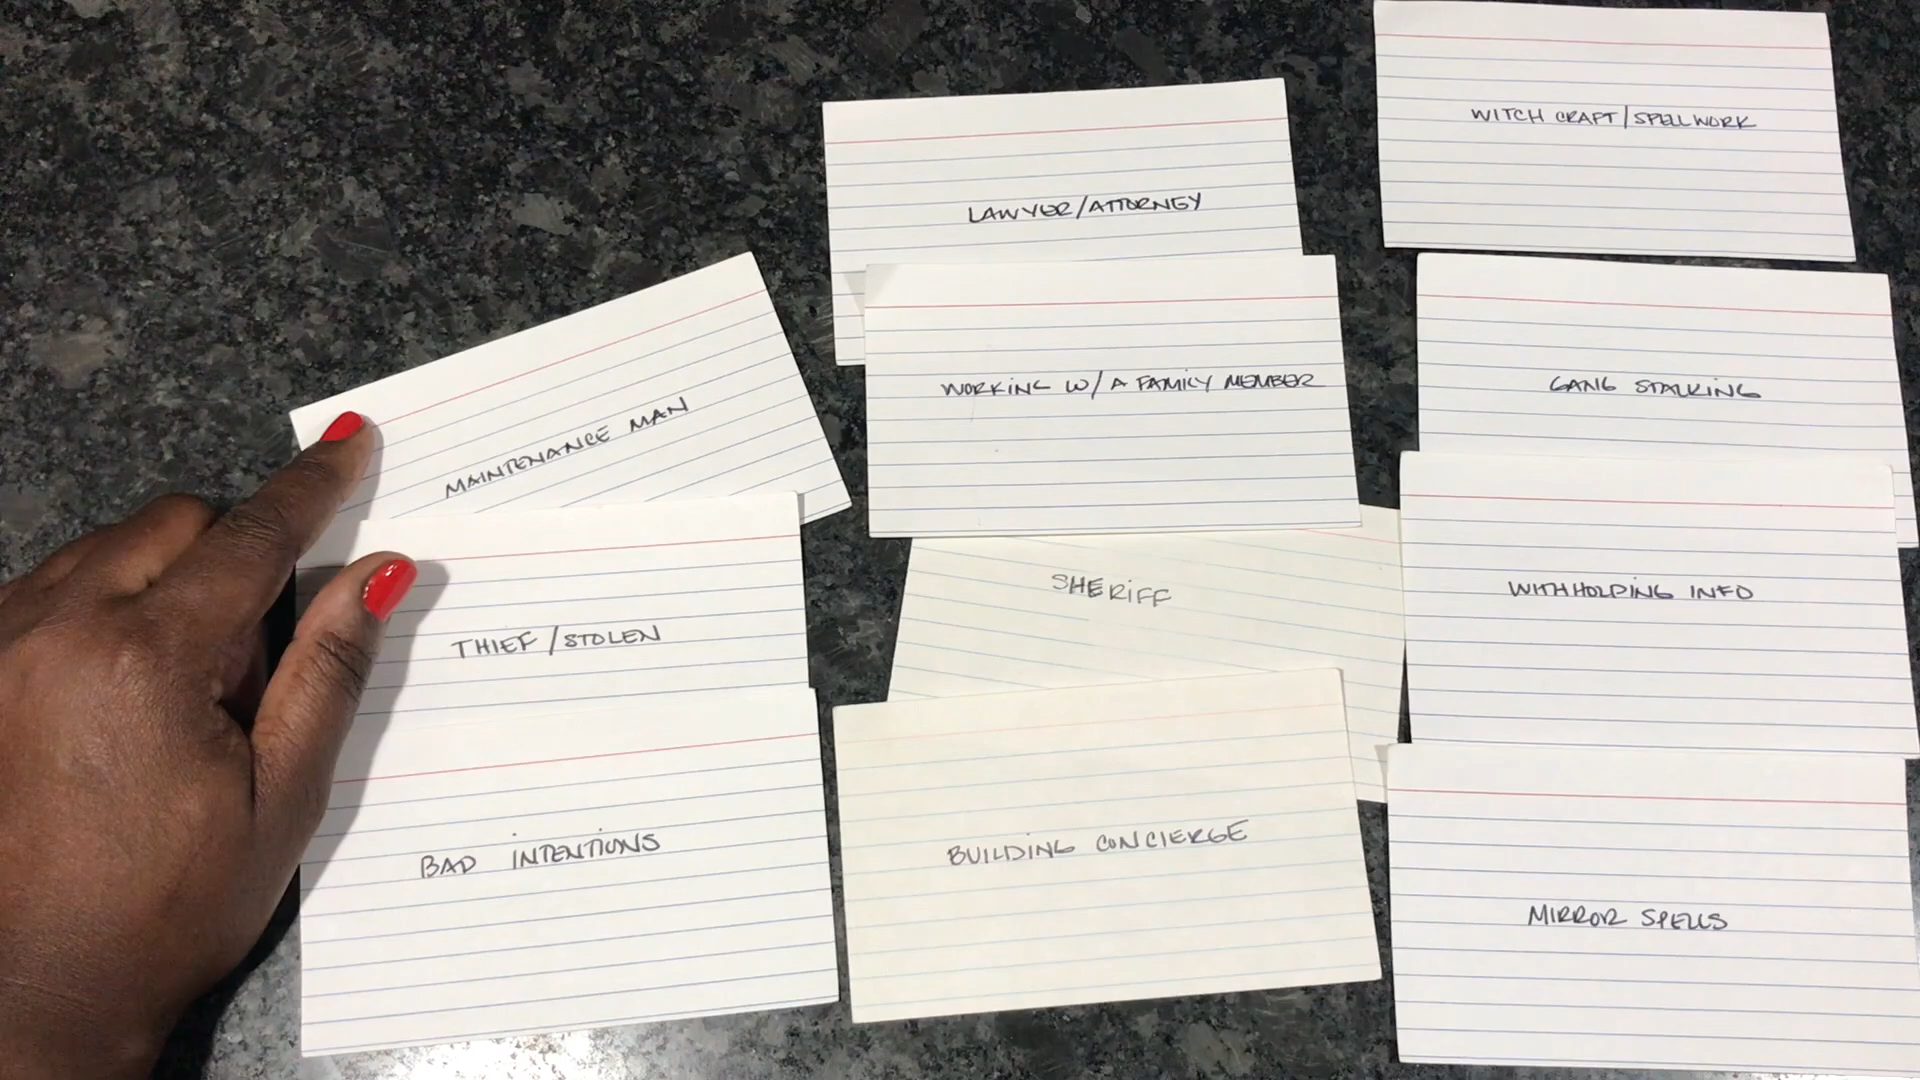 MAINTENANCE MAN
THIEF/STOLEN
BAD INTENTIONS
LAWYER/ATTORNEY
WORKING W/ A FAMILY MEMBER
SHERIFF
BUILDING CONCIERGE
WITCH CRAFT/SPELLWORK
GANG STALKING
WITHHOLDING INFO
MIRROR SPELLS